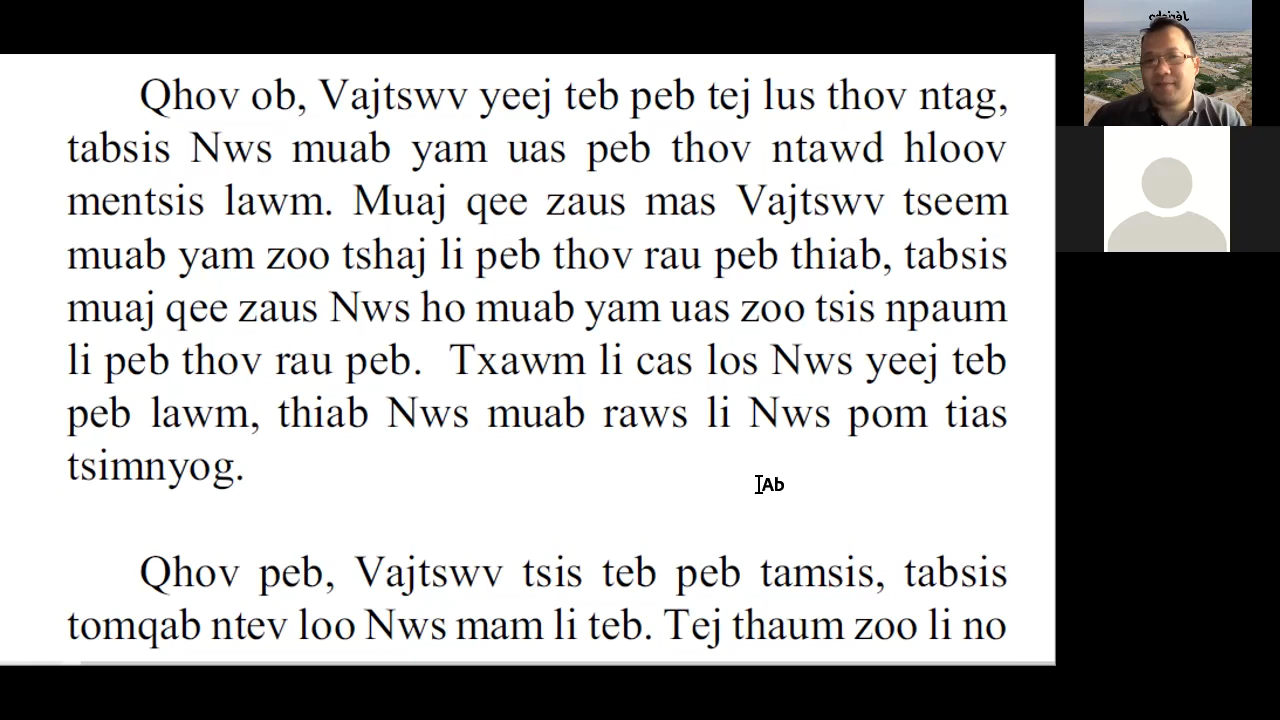 Qhov ob, Vajtswv yeej teb peb tej lus thov ntag,
tabsis Nws muab yam uas peb thov ntawd hloov
mentsis lawm. Muaj qee zaus mas Vajtswv tseem
muab yam zoo tshaj li peb thov rau peb thiab, tabsis
muaj qee zaus Nws ho muab yam uas zoo tsis npaum
li peb thov rau peb. Txawm li cas los Nws yeej teb
peb lawm, thiab Nws muab raws li Nws pom tias
tsimnyog.
Ab
Qhov peb, Vajtswv tsis teb peb tamsis, tabsis
tomqab ntev loo Nws mam li teb. Tej thaum zoo li no